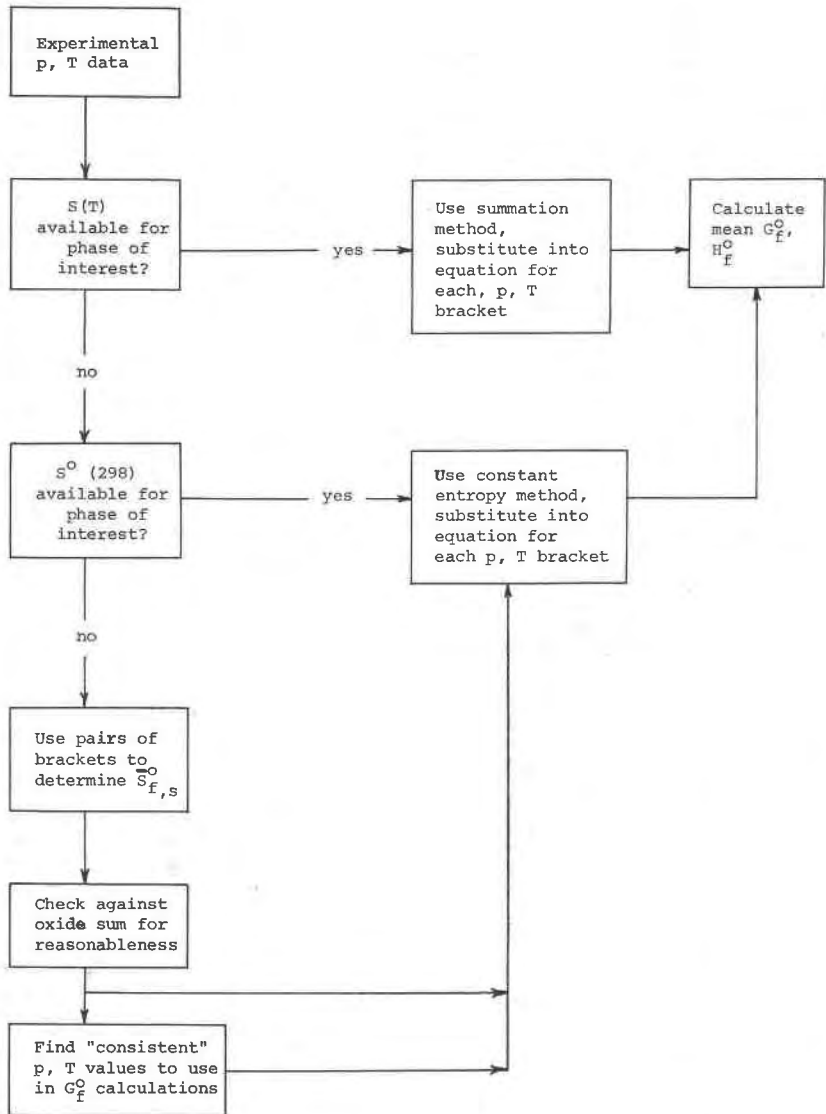 Experimental
p, T data
S(T)
available for
phase of
interest?
yes
Use summation
method,
substitute into
equation for
each, p, T
bracket
Calculate
mean G°f,
H°f
no
S° (298)
available for
phase of
interest?
yes
Use constant
entropy method,
substitute into
equation for
each p, T bracket
no
Use pairs of
brackets to
determine S̄°f,s
Check against
oxide sum for
reasonableness
Find "consistent"
p, T values to use
in G°f calculations